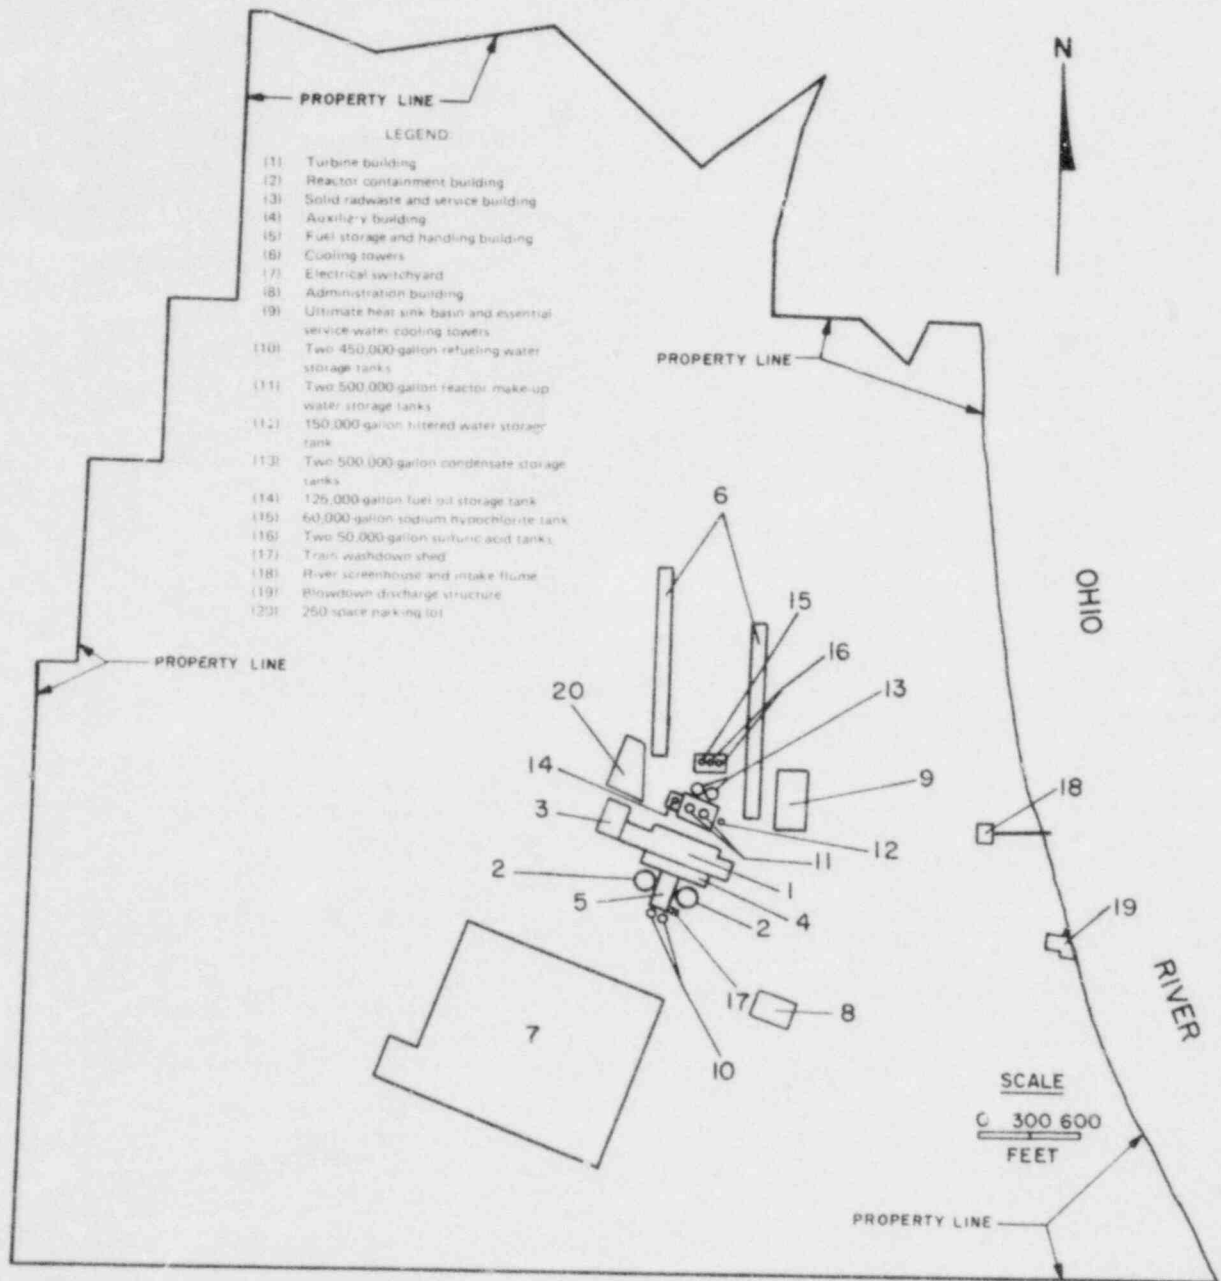 N
PROPERTY LINE
LEGEND:
(1) Turbine building
(2) Reactor containment building
(3) Solid radwaste and service building
(4) Auxiliary building
(5) Fuel storage and handling building
(6) Cooling towers
(7) Electrical switchyard
(8) Administration building
(9) Ultimate heat sink basin and essential
service-water cooling towers
(10) Two 450,000-gallon refueling water
storage tanks
(11) Two 500,000-gallon reactor make-up
water storage tanks
(12) 150,000-gallon filtered water storage
tank
(13) Two 500,000-gallon condensate storage
tanks
(14) 125,000-gallon fuel oil storage tank
(15) 60,000-gallon sodium hypochlorite tank
(16) Two 50,000-gallon sulfuric acid tanks
(17) Train washdown shed
(18) River screenhouse and intake flume
(19) Blowdown discharge structure
(20) 260-space parking lot
PROPERTY LINE
6
OHIO
15
16
PROPERTY LINE
20
13
14
9
18
3
12
11
2
1
5
2
4
19
17
8
RIVER
7
10
SCALE
0 300 600
FEET
PROPERTY LINE